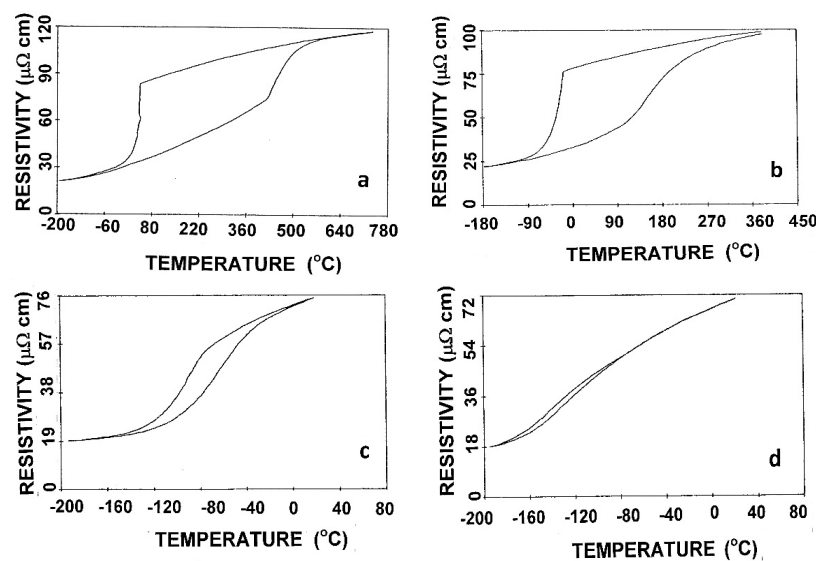 RESISTIVITY (µΩ cm)
120
90
60
30
0
a
-200 -60 80 220 360 500 640 780
TEMPERATURE (°C)
RESISTIVITY (µΩ cm)
100
75
50
25
0
b
-180 -90 0 90 180 270 360 450
TEMPERATURE (°C)
RESISTIVITY (µΩ cm)
76
57
38
19
0
c
-200 -160 -120 -80 -40 0 40 80
TEMPERATURE (°C)
RESISTIVITY (µΩ cm)
72
54
36
18
0
d
-200 -160 -120 -80 -40 0 40 80
TEMPERATURE (°C)